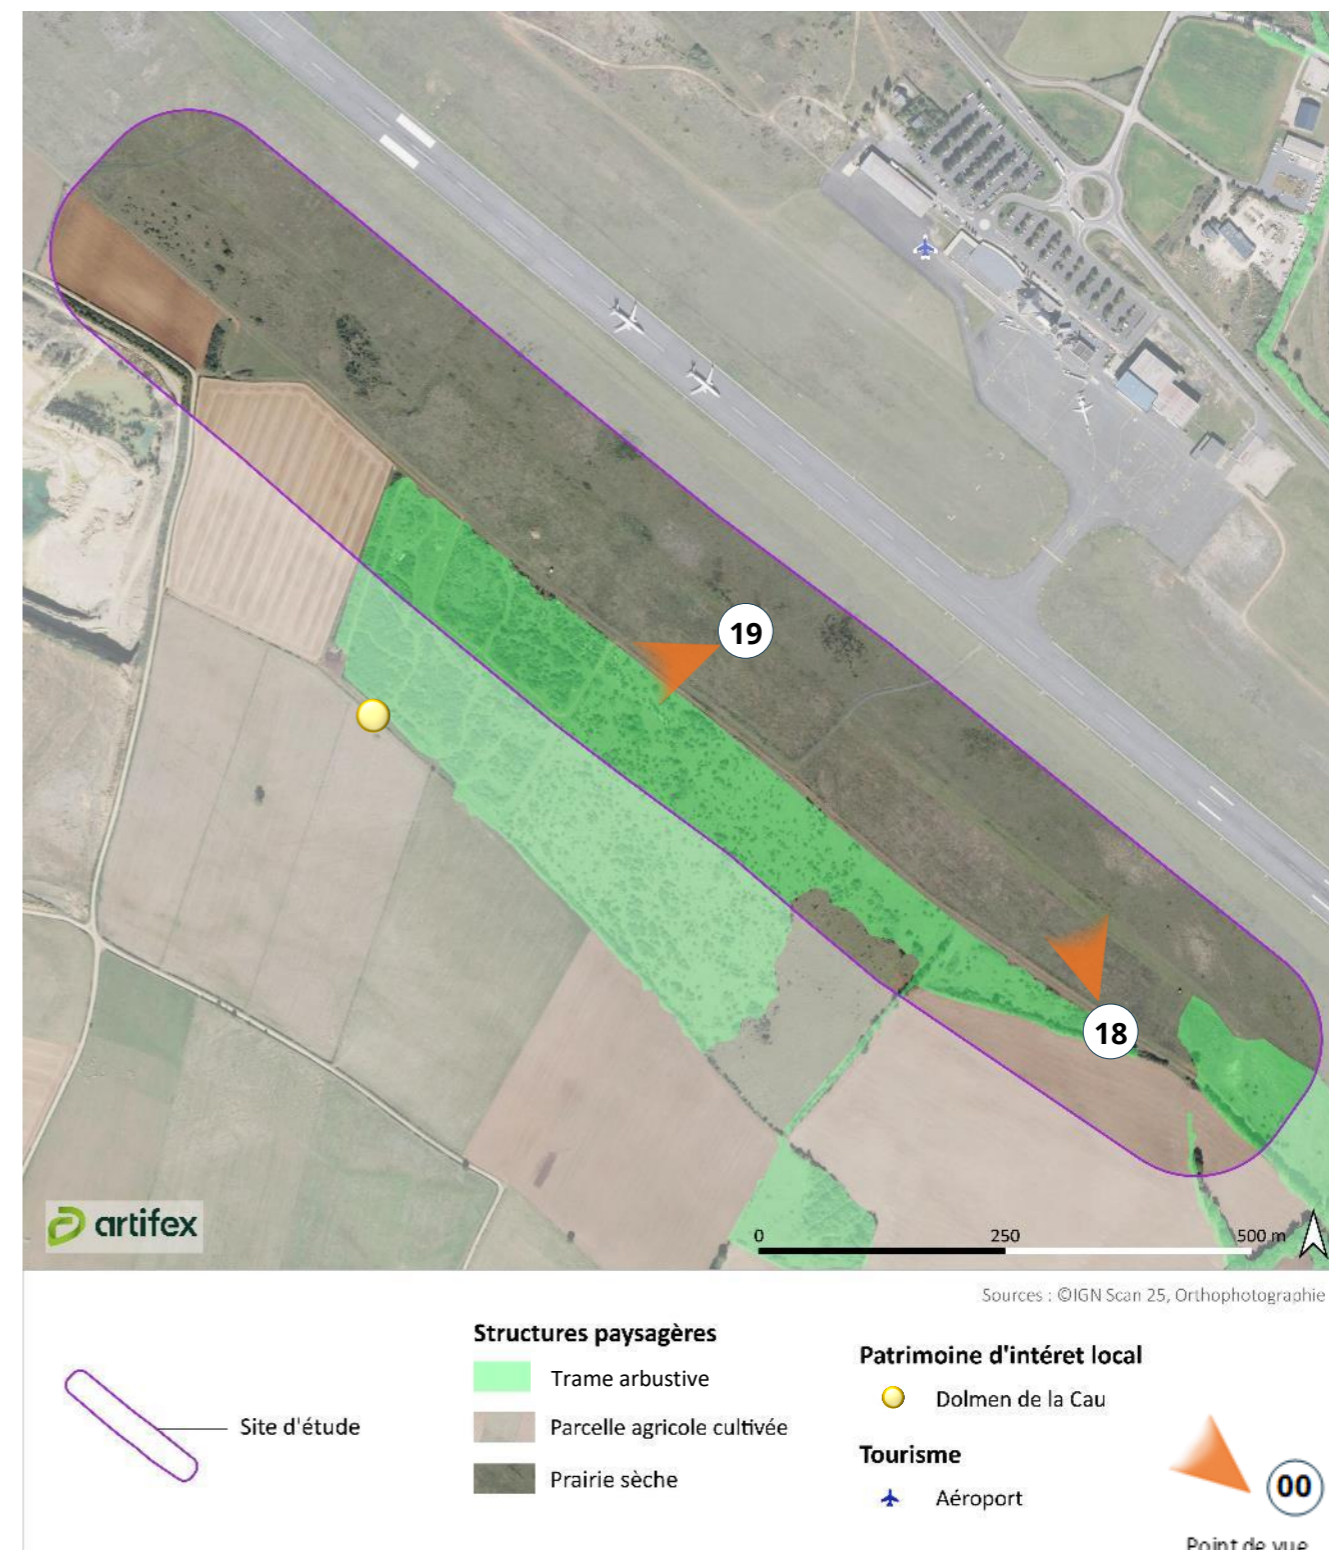 19
18
artifex
0 250 500 m
Sources : ©IGN Scan 25, Orthophotographie
Site d'étude
Structures paysagères
Trame arbustive
Parcelle agricole cultivée
Prairie sèche
Patrimoine d'intéret local
Dolmen de la Cau
Tourisme
Aéroport
00
Point de vue